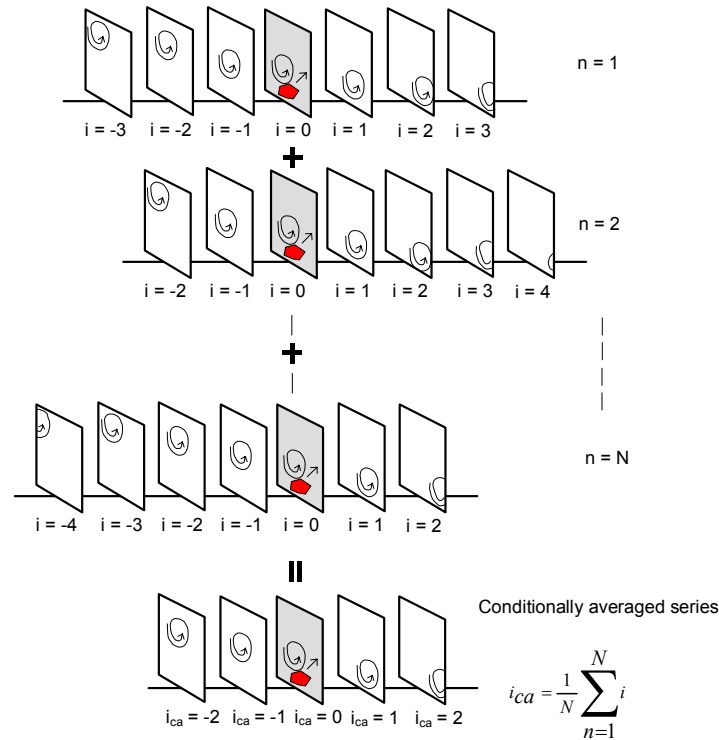 n = 1
i = -3 i = -2 i = -1 i = 0 i = 1 i = 2 i = 3
+
n = 2
i = -2 i = -1 i = 0 i = 1 i = 2 i = 3 i = 4
+
n = N
i = -4 i = -3 i = -2 i = -1 i = 0 i = 1 i = 2
=
Conditionally averaged series
i_ca = 1/N ∑_{n=1}^{N} i
i_ca = -2 i_ca = -1 i_ca = 0 i_ca = 1 i_ca = 2